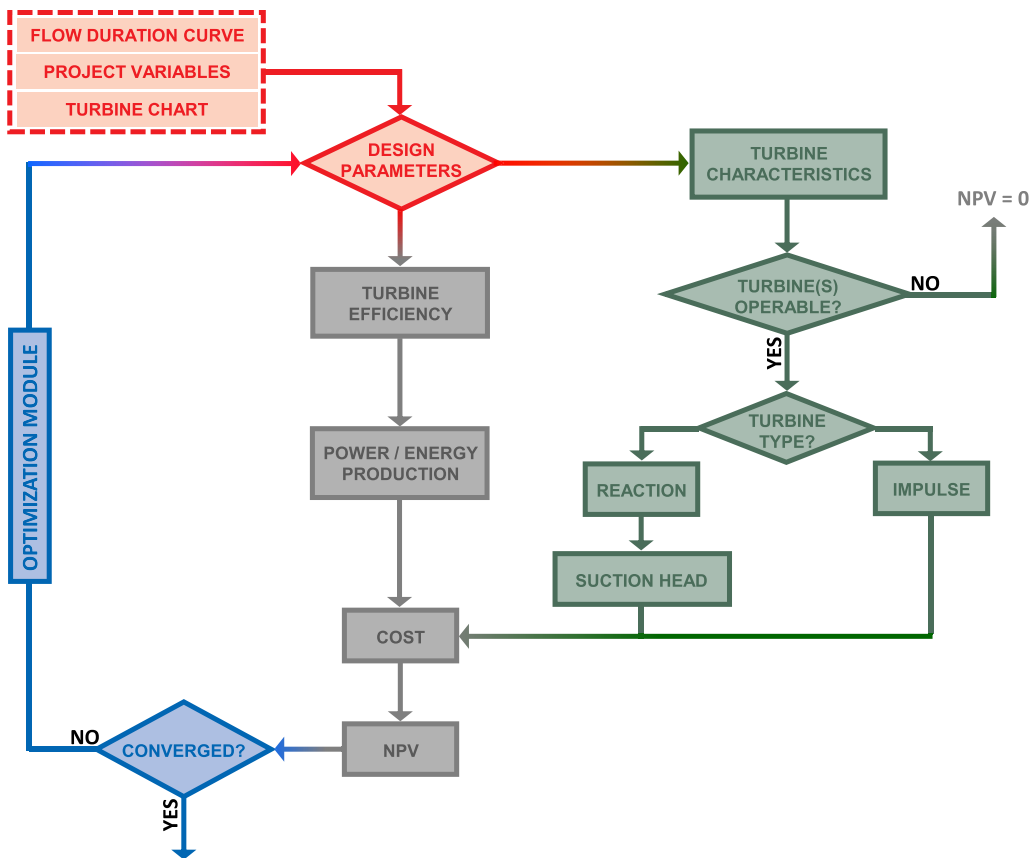 FLOW DURATION CURVE
PROJECT VARIABLES
TURBINE CHART
DESIGN
PARAMETERS
TURBINE
CHARACTERISTICS
NPV = 0
TURBINE(S)
OPERABLE?
NO
YES
TURBINE
EFFICIENCY
TURBINE
TYPE?
POWER / ENERGY
PRODUCTION
REACTION
IMPULSE
OPTIMIZATION MODULE
SUCTION HEAD
COST
NPV
CONVERGED?
NO
YES